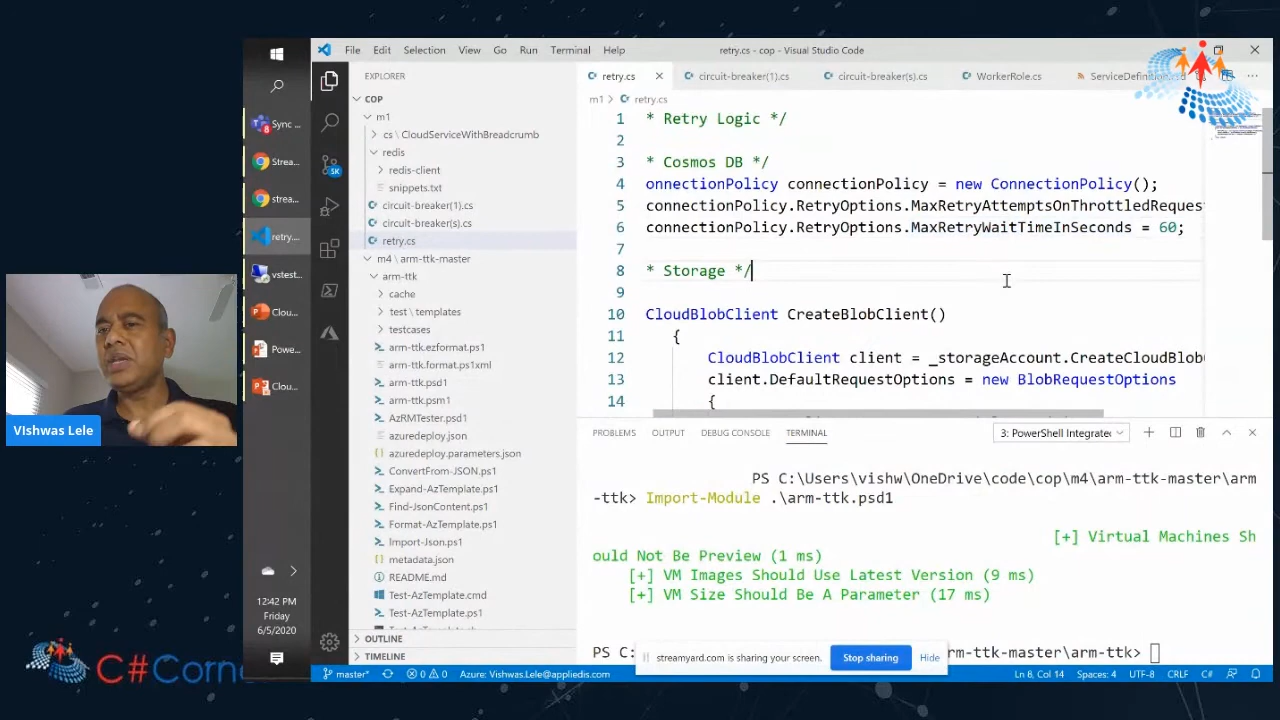 File Edit Selection View Go Run Terminal Help
retry.cs - cop - Visual Studio Code
EXPLORER
COP
m1
cs \ CloudServiceWithBreadcrumb
redis
redis-client
snippets.txt
circuit-breaker(1).cs
circuit-breaker(s).cs
retry.cs
m4 \ arm-ttk-master
arm-ttk
cache
test \ templates
testcases
arm-ttk.ezformat.ps1
arm-ttk.format.ps1xml
arm-ttk.psd1
arm-ttk.psm1
AzRMTester.psd1
azuredeploy.json
azuredeploy.parameters.json
ConvertFrom-JSON.ps1
Expand-AzTemplate.ps1
Find-JsonContent.ps1
Format-AzTemplate.ps1
Import-Json.ps1
metadata.json
README.md
Test-AzTemplate.cmd
Test-AzTemplate.ps1
OUTLINE
TIMELINE
retry.cs circuit-breaker(1).cs circuit-breaker(s).cs WorkerRole.cs
m1 > retry.cs
1 * Retry Logic */
2
3 * Cosmos DB */
4 onnectionPolicy connectionPolicy = new ConnectionPolicy();
5 connectionPolicy.RetryOptions.MaxRetryAttemptsOnThrottledReques
6 connectionPolicy.RetryOptions.MaxRetryWaitTimeInSeconds = 60;
7
8 * Storage */
9
10 CloudBlobClient CreateBlobClient()
11 {
12 CloudBlobClient client = _storageAccount.CreateCloudBlob
13 client.DefaultRequestOptions = new BlobRequestOptions
14 {
PROBLEMS OUTPUT DEBUG CONSOLE TERMINAL
3: PowerShell Integrate
PS C:\Users\vishw\OneDrive\code\cop\m4\arm-ttk-master\arm
-ttk> Import-Module .\arm-ttk.psd1
[+] Virtual Machines Sh
ould Not Be Preview (1 ms)
[+] VM Images Should Use Latest Version (9 ms)
[+] VM Size Should Be A Parameter (17 ms)
PS C: rm-ttk-master\arm-ttk>
streamyard.com is sharing your screen. Stop sharing Hide
master* 0 0 Azure: Vishwas.Lele@appliedis.com
Ln 8, Col 14 Spaces: 4 UTF-8 CRLF C#
SK
Sync ...
Strea...
strea...
retry....
vstest...
Clou...
Powe...
Clou...
12:42 PM
Friday
6/5/2020
VIshwas Lele
C#Corne